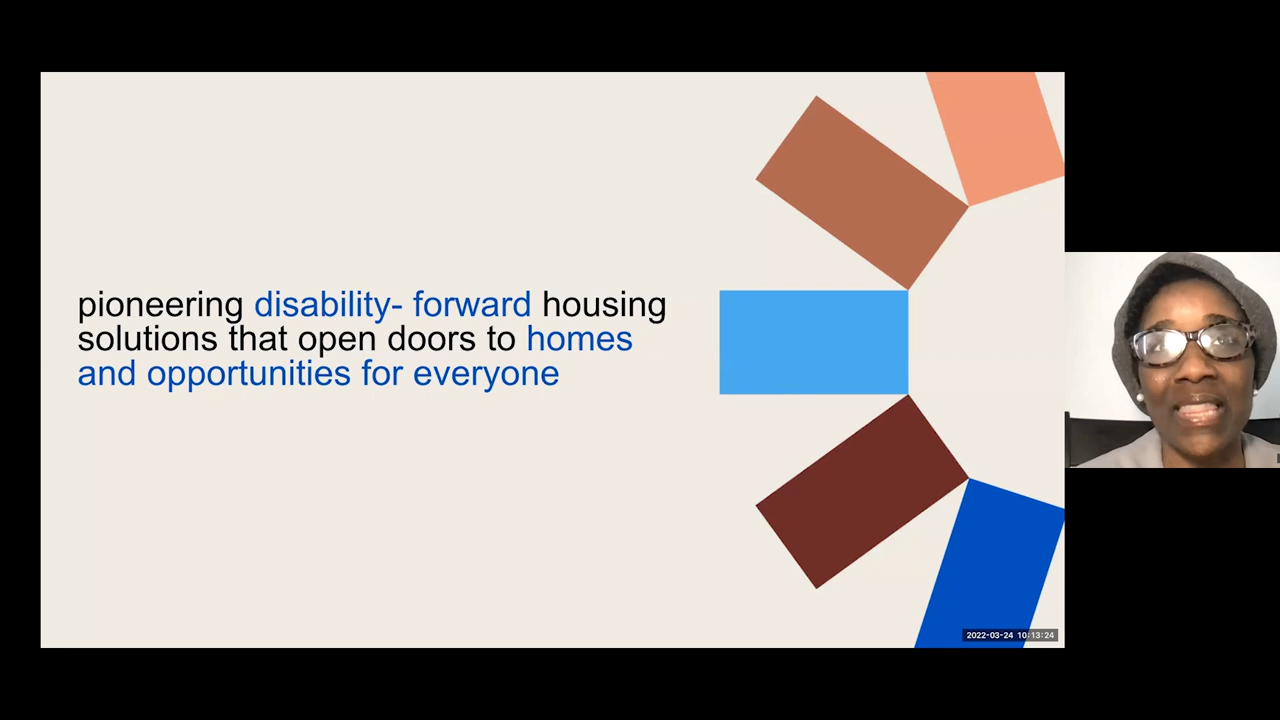 pioneering disability- forward housing
solutions that open doors to homes
and opportunities for everyone
2022-03-24 10:13:24